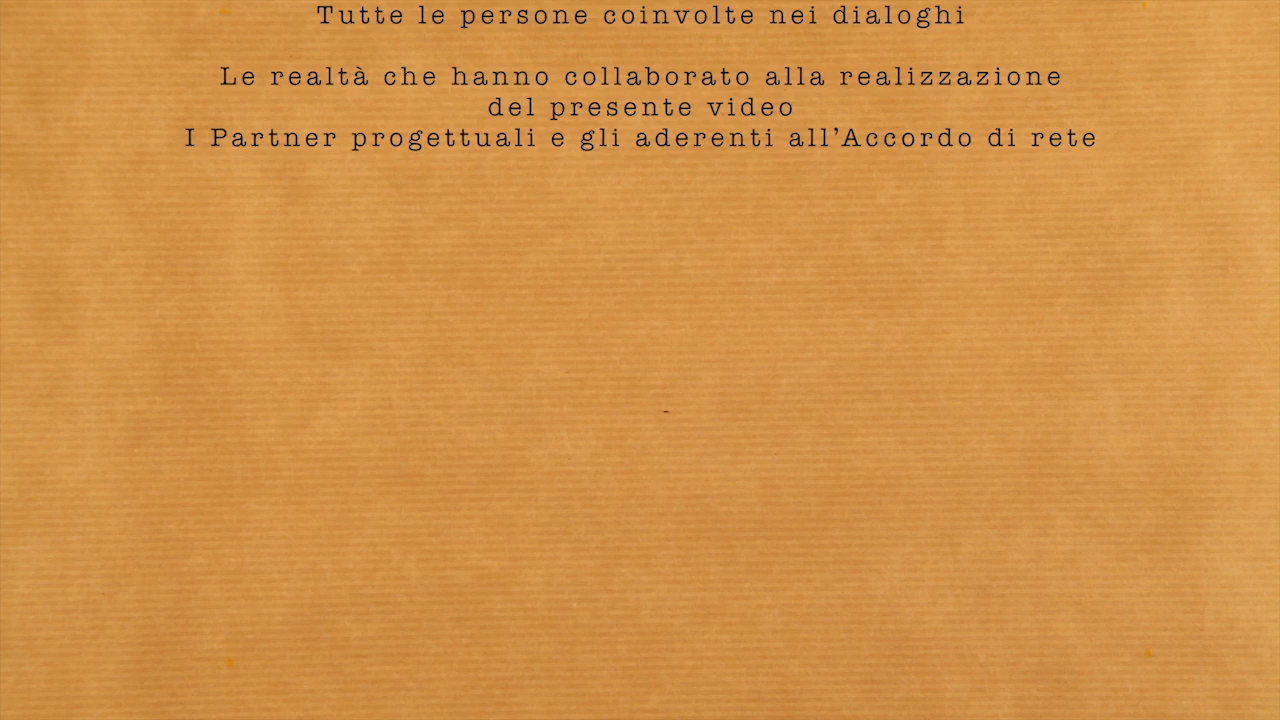 Tutte le persone coinvolte nei dialoghi
Le realtà che hanno collaborato alla realizzazione
del presente video
I Partner progettuali e gli aderenti all’Accordo di rete